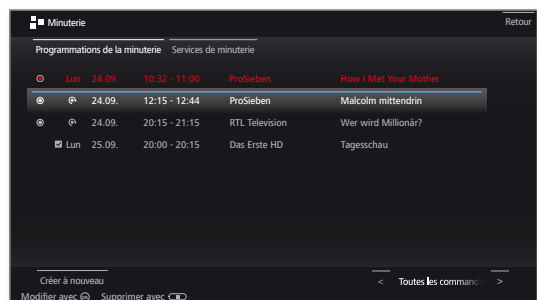 Minuterie Retour
Programmations de la minuterie Services de minuterie
Lun 24.09. 10:32 - 11:00 ProSieben How I Met Your Mother
24.09. 12:15 - 12:44 ProSieben Malcolm mittendrin
24.09. 20:15 - 21:15 RTL Television Wer wird Millionär?
Lun 25.09. 20:00 - 20:15 Das Erste HD Tagesschau
Créer à nouveau < Toutes les command >
Modifier avec OK Supprimer avec